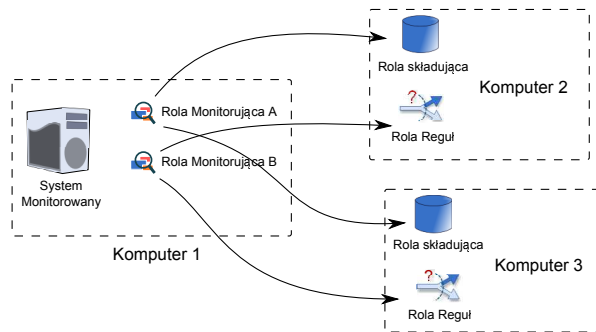 Rola składująca
Komputer 2
?
Rola Reguł
Rola Monitorująca A
Rola Monitorująca B
System
Monitorowany
Komputer 1
Rola składująca
Komputer 3
?
Rola Reguł